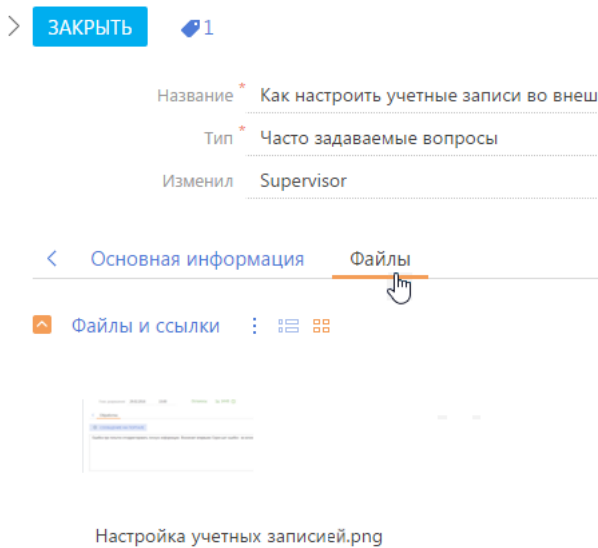 ЗАКРЫТЬ 1
Название * Как настроить учетные записи во внеш
Тип * Часто задаваемые вопросы
Изменил Supervisor
Основная информация Файлы
Файлы и ссылки
Настройка учетных записией.png